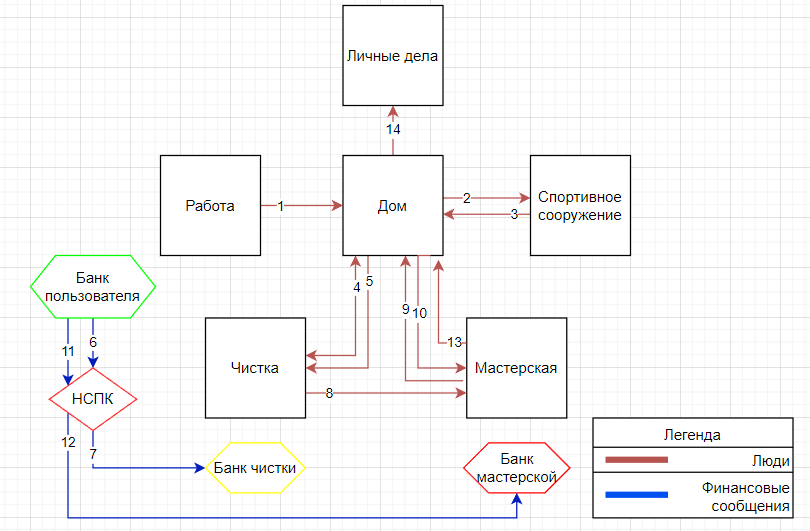 Личные дела
14
Работа
1
Дом
2
3
Спортивное
сооружение
Банк
пользователя
4
5
9
10
11
6
13
Чистка
Мастерская
НСПК
8
12
7
Банк чистки
Банк
мастерской
Легенда
Люди
Финансовые
сообщения